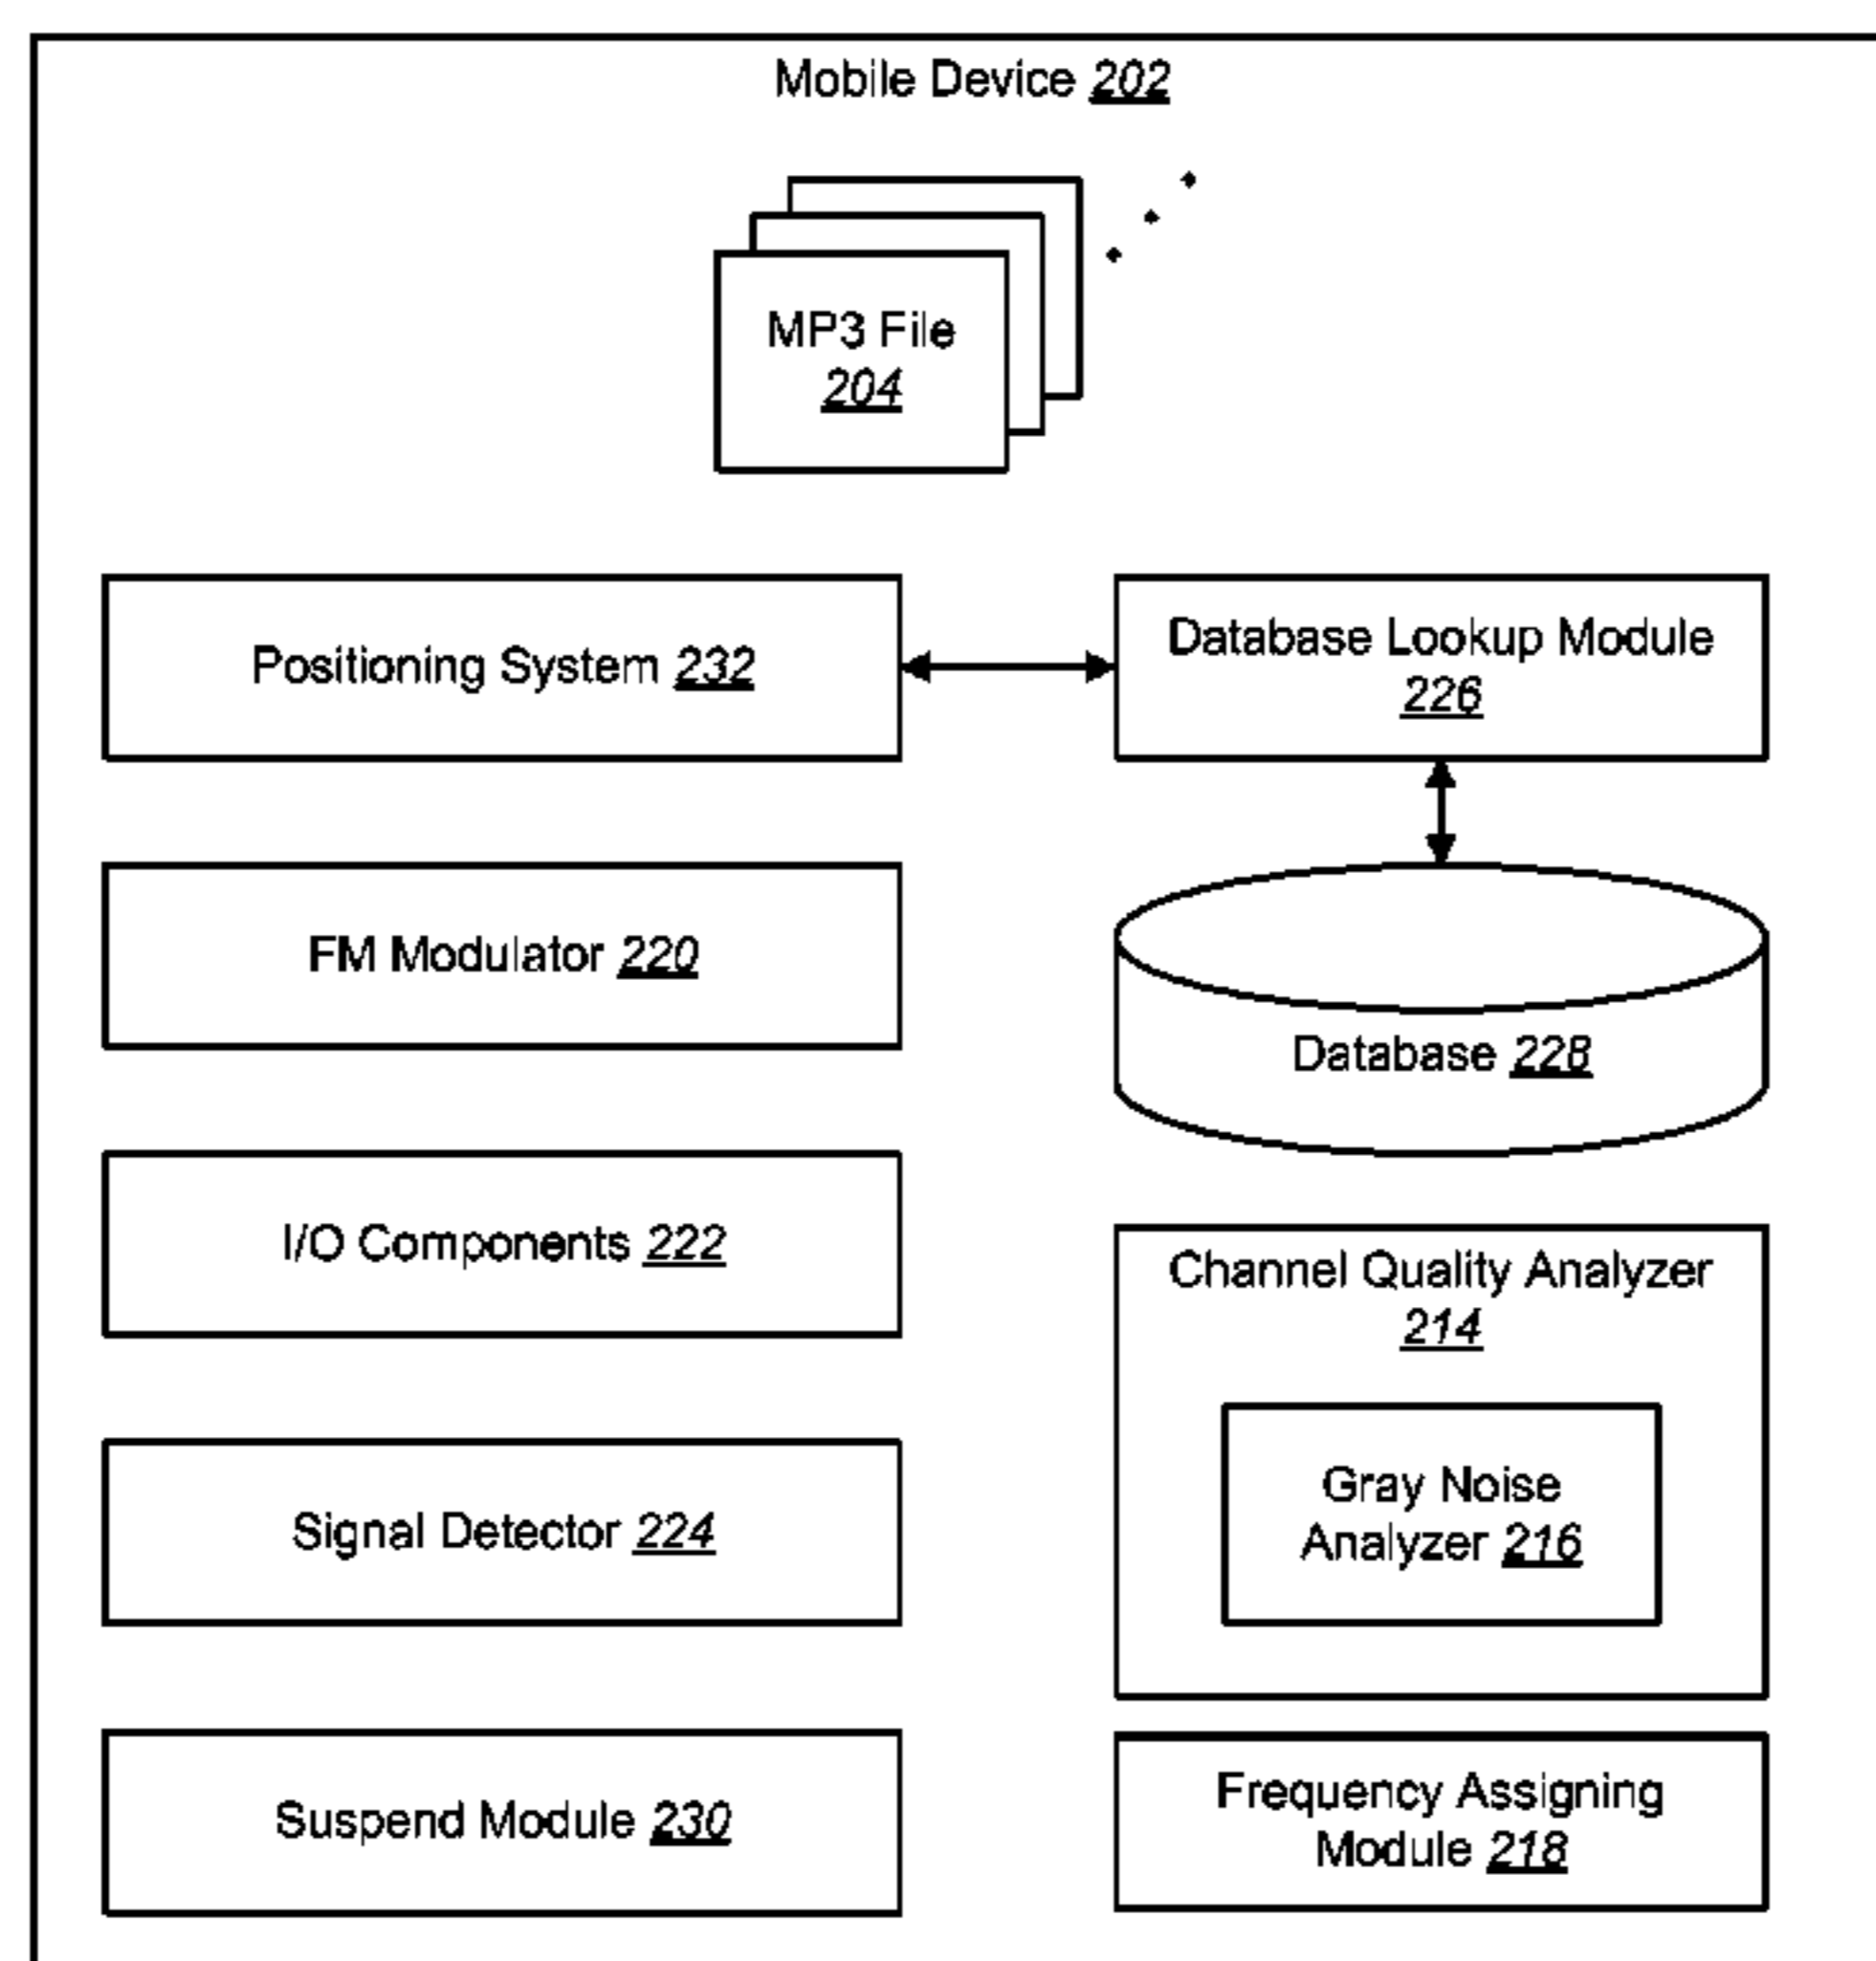 Mobile Device 202
MP3 File
204
Positioning System 232
Database Lookup Module
226
FM Modulator 220
Database 228
I/O Components 222
Channel Quality Analyzer
214
Gray Noise
Analyzer 216
Signal Detector 224
Suspend Module 230
Frequency Assigning
Module 218